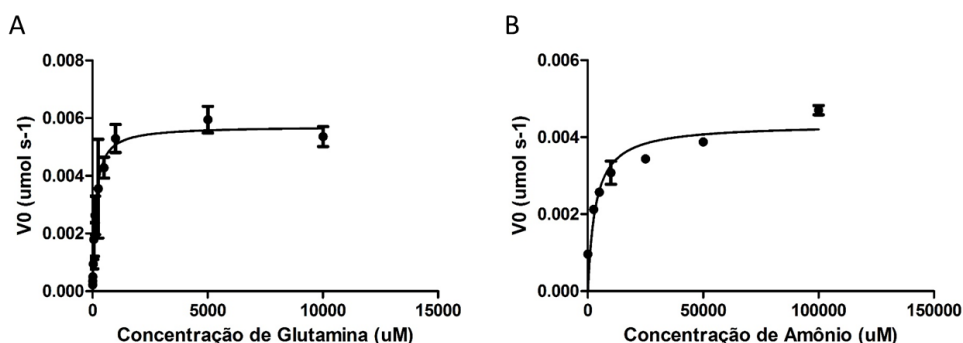 A
V0 (umol s-1)
0.008
0.006
0.004
0.002
0.000
0
5000
10000
15000
Concentração de Glutamina (uM)
B
V0 (umol s-1)
0.006
0.004
0.002
0.000
0
50000
100000
150000
Concentração de Amônio (uM)